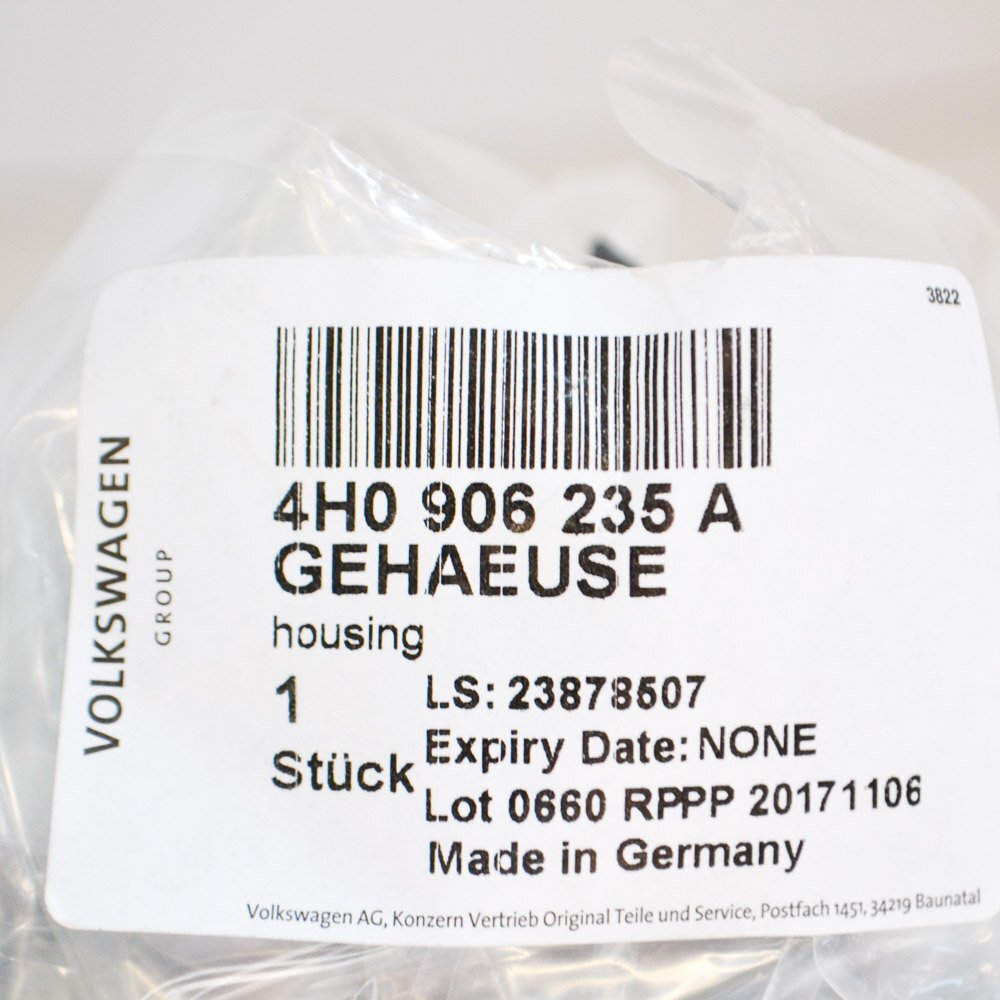 3822
VOLKSWAGEN
GROUP
4H0 906 235 A
GEHAEUSE
housing
1 LS: 23878507
Stück Expiry Date: NONE
Lot 0660 RPPP 20171106
Made in Germany
Volkswagen AG, Konzern Vertrieb Original Teile und Service, Postfach 1451, 34219 Baunatal